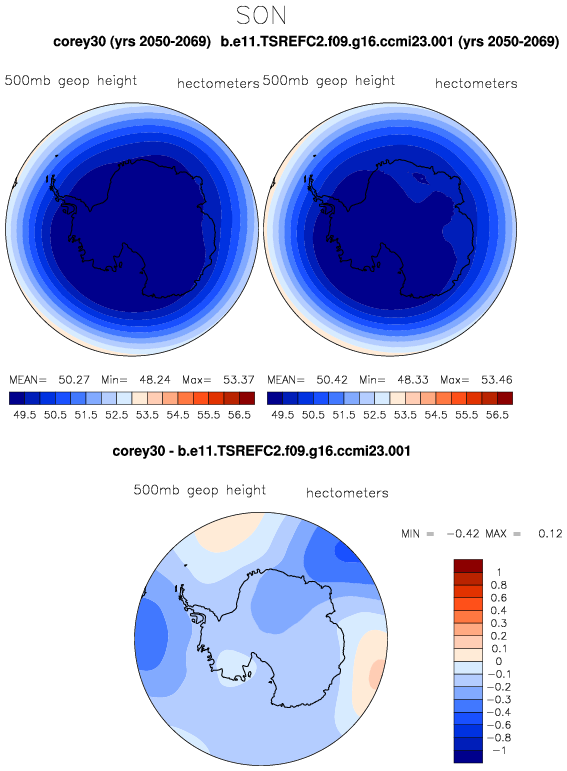 SON
corey30 (yrs 2050-2069) b.e11.TSREFC2.f09.g16.ccmi23.001 (yrs 2050-2069)
500mb geop height hectometers 500mb geop height hectometers
MEAN= 50.27 Min= 48.24 Max= 53.37 MEAN= 50.42 Min= 48.33 Max= 53.46
49.5 50.5 51.5 52.5 53.5 54.5 55.5 56.5 49.5 50.5 51.5 52.5 53.5 54.5 55.5 56.5
corey30 - b.e11.TSREFC2.f09.g16.ccmi23.001
500mb geop height hectometers
MIN = -0.42 MAX = 0.12
1
0.8
0.6
0.4
0.3
0.2
0.1
0
-0.1
-0.2
-0.3
-0.4
-0.6
-0.8
-1